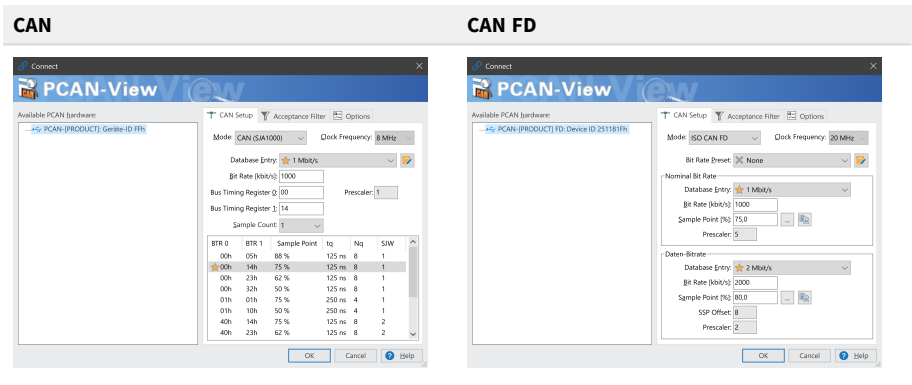 CAN
CAN FD
Connect
PCAN-View
Available PCAN hardware:
PCAN-[PRODUCT]: Geräte-ID FFh
CAN Setup Acceptance Filter Options
Mode: CAN (SJA1000) Clock Frequency: 8 MHz
Database Entry: 1 Mbit/s
Bit Rate [kbit/s]: 1000
Bus Timing Register 0: 00 Prescaler: 1
Bus Timing Register 1: 14
Sample Count: 1
BTR 0 BTR 1 Sample Point tq Nq SJW
00h 05h 88 % 125 ns 8 1
00h 14h 75 % 125 ns 8 1
00h 23h 62 % 125 ns 8 1
00h 32h 50 % 125 ns 8 1
01h 01h 75 % 250 ns 4 1
01h 10h 50 % 250 ns 4 1
40h 14h 75 % 125 ns 8 2
40h 23h 62 % 125 ns 8 2
OK Cancel Help
Connect
PCAN-View
Available PCAN hardware:
PCAN-[PRODUCT] FD: Device ID 251181Fh
CAN Setup Acceptance Filter Options
Mode: ISO CAN FD Clock Frequency: 20 MHz
Bit Rate Preset: None
Nominal Bit Rate
Database Entry: 1 Mbit/s
Bit Rate [kbit/s]: 1000
Sample Point [%]: 75,0 ...
Prescaler: 5
Daten-Bitrate
Database Entry: 2 Mbit/s
Bit Rate [kbit/s]: 2000
Sample Point [%]: 80,0 ...
SSP Offset: 8
Prescaler: 2
OK Cancel Help